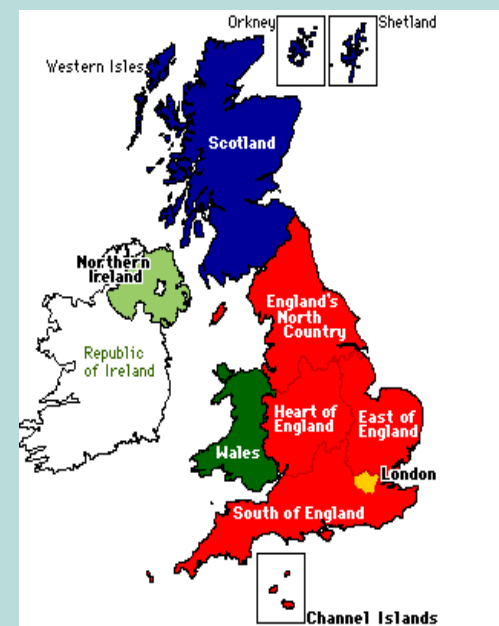 Orkney
Shetland
Western Isles
Scotland
Northern
Ireland
England's
North
Country
Republic
of Ireland
Heart of
England
East of
England
Wales
London
South of England
Channel Islands